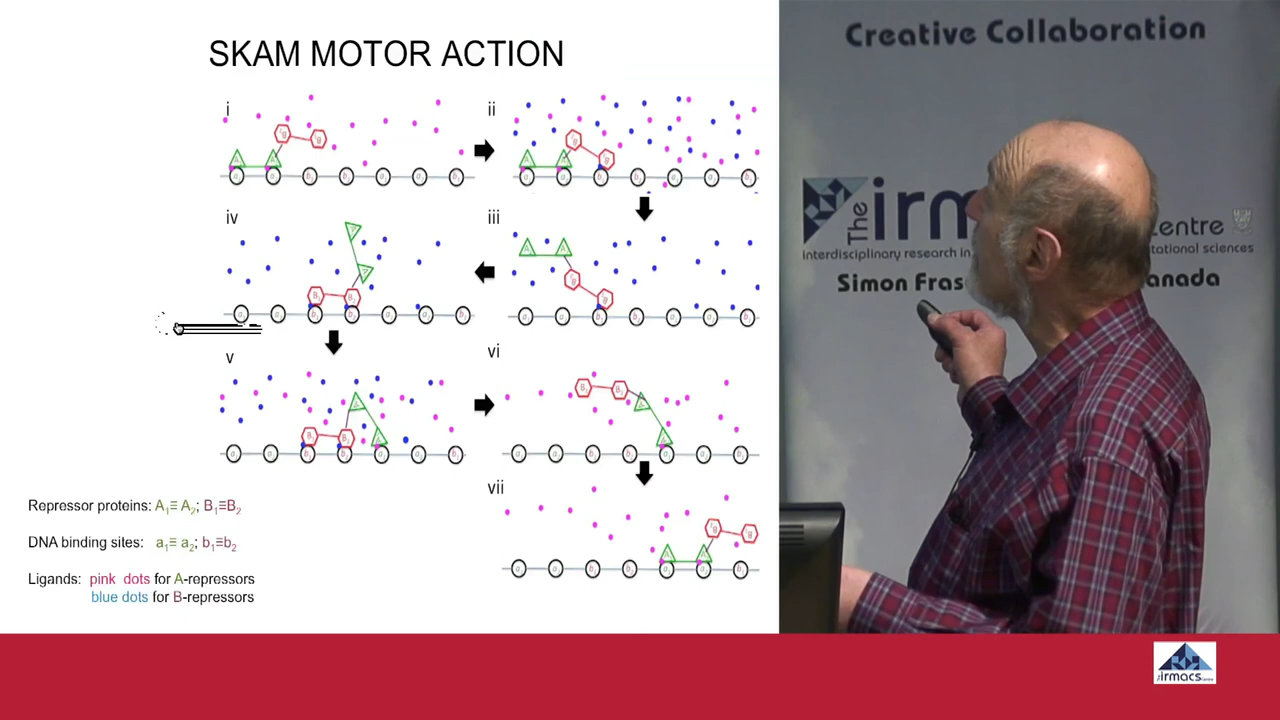 SKAM MOTOR ACTION
i
ii
iv
iii
v
vi
vii
Repressor proteins: A₁≡ A₂; B₁≡B₂
DNA binding sites: a₁≡ a₂; b₁≡b₂
Ligands: pink dots for A-repressors
blue dots for B-repressors
Creative Collaboration
The irm
entre
Interdisciplinary research in
tational sciences
Simon Fras
anada
irmacs